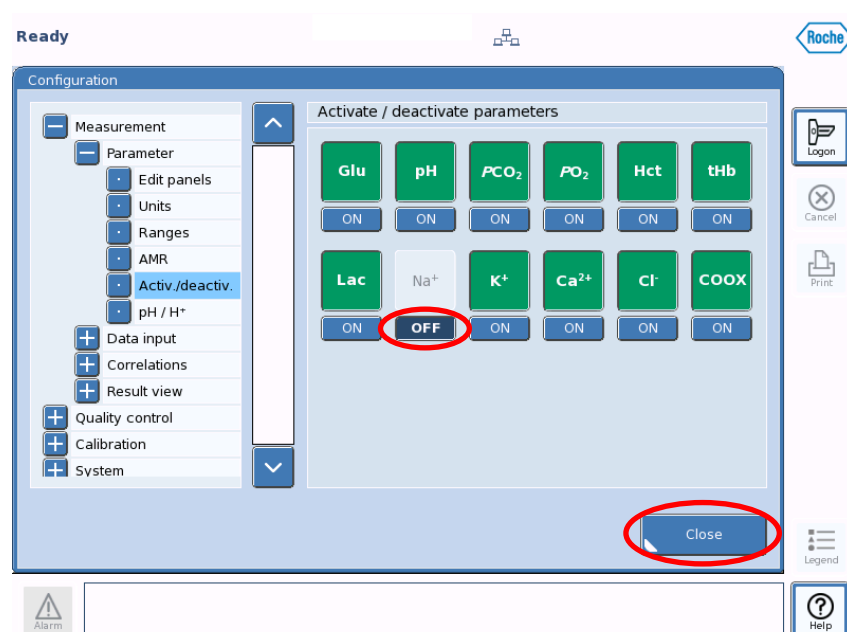 Ready
Roche
Configuration
Measurement
Parameter
Edit panels
Units
Ranges
AMR
Activ./deactiv.
pH / H⁺
Data input
Correlations
Result view
Quality control
Calibration
System
Activate / deactivate parameters
Glu pH PCO₂ PO₂ Hct tHb
ON ON ON ON ON ON
Lac Na⁺ K⁺ Ca²⁺ Cl⁻ COOX
ON OFF ON ON ON ON
Close
Logon
Cancel
Print
Legend
Alarm
Help